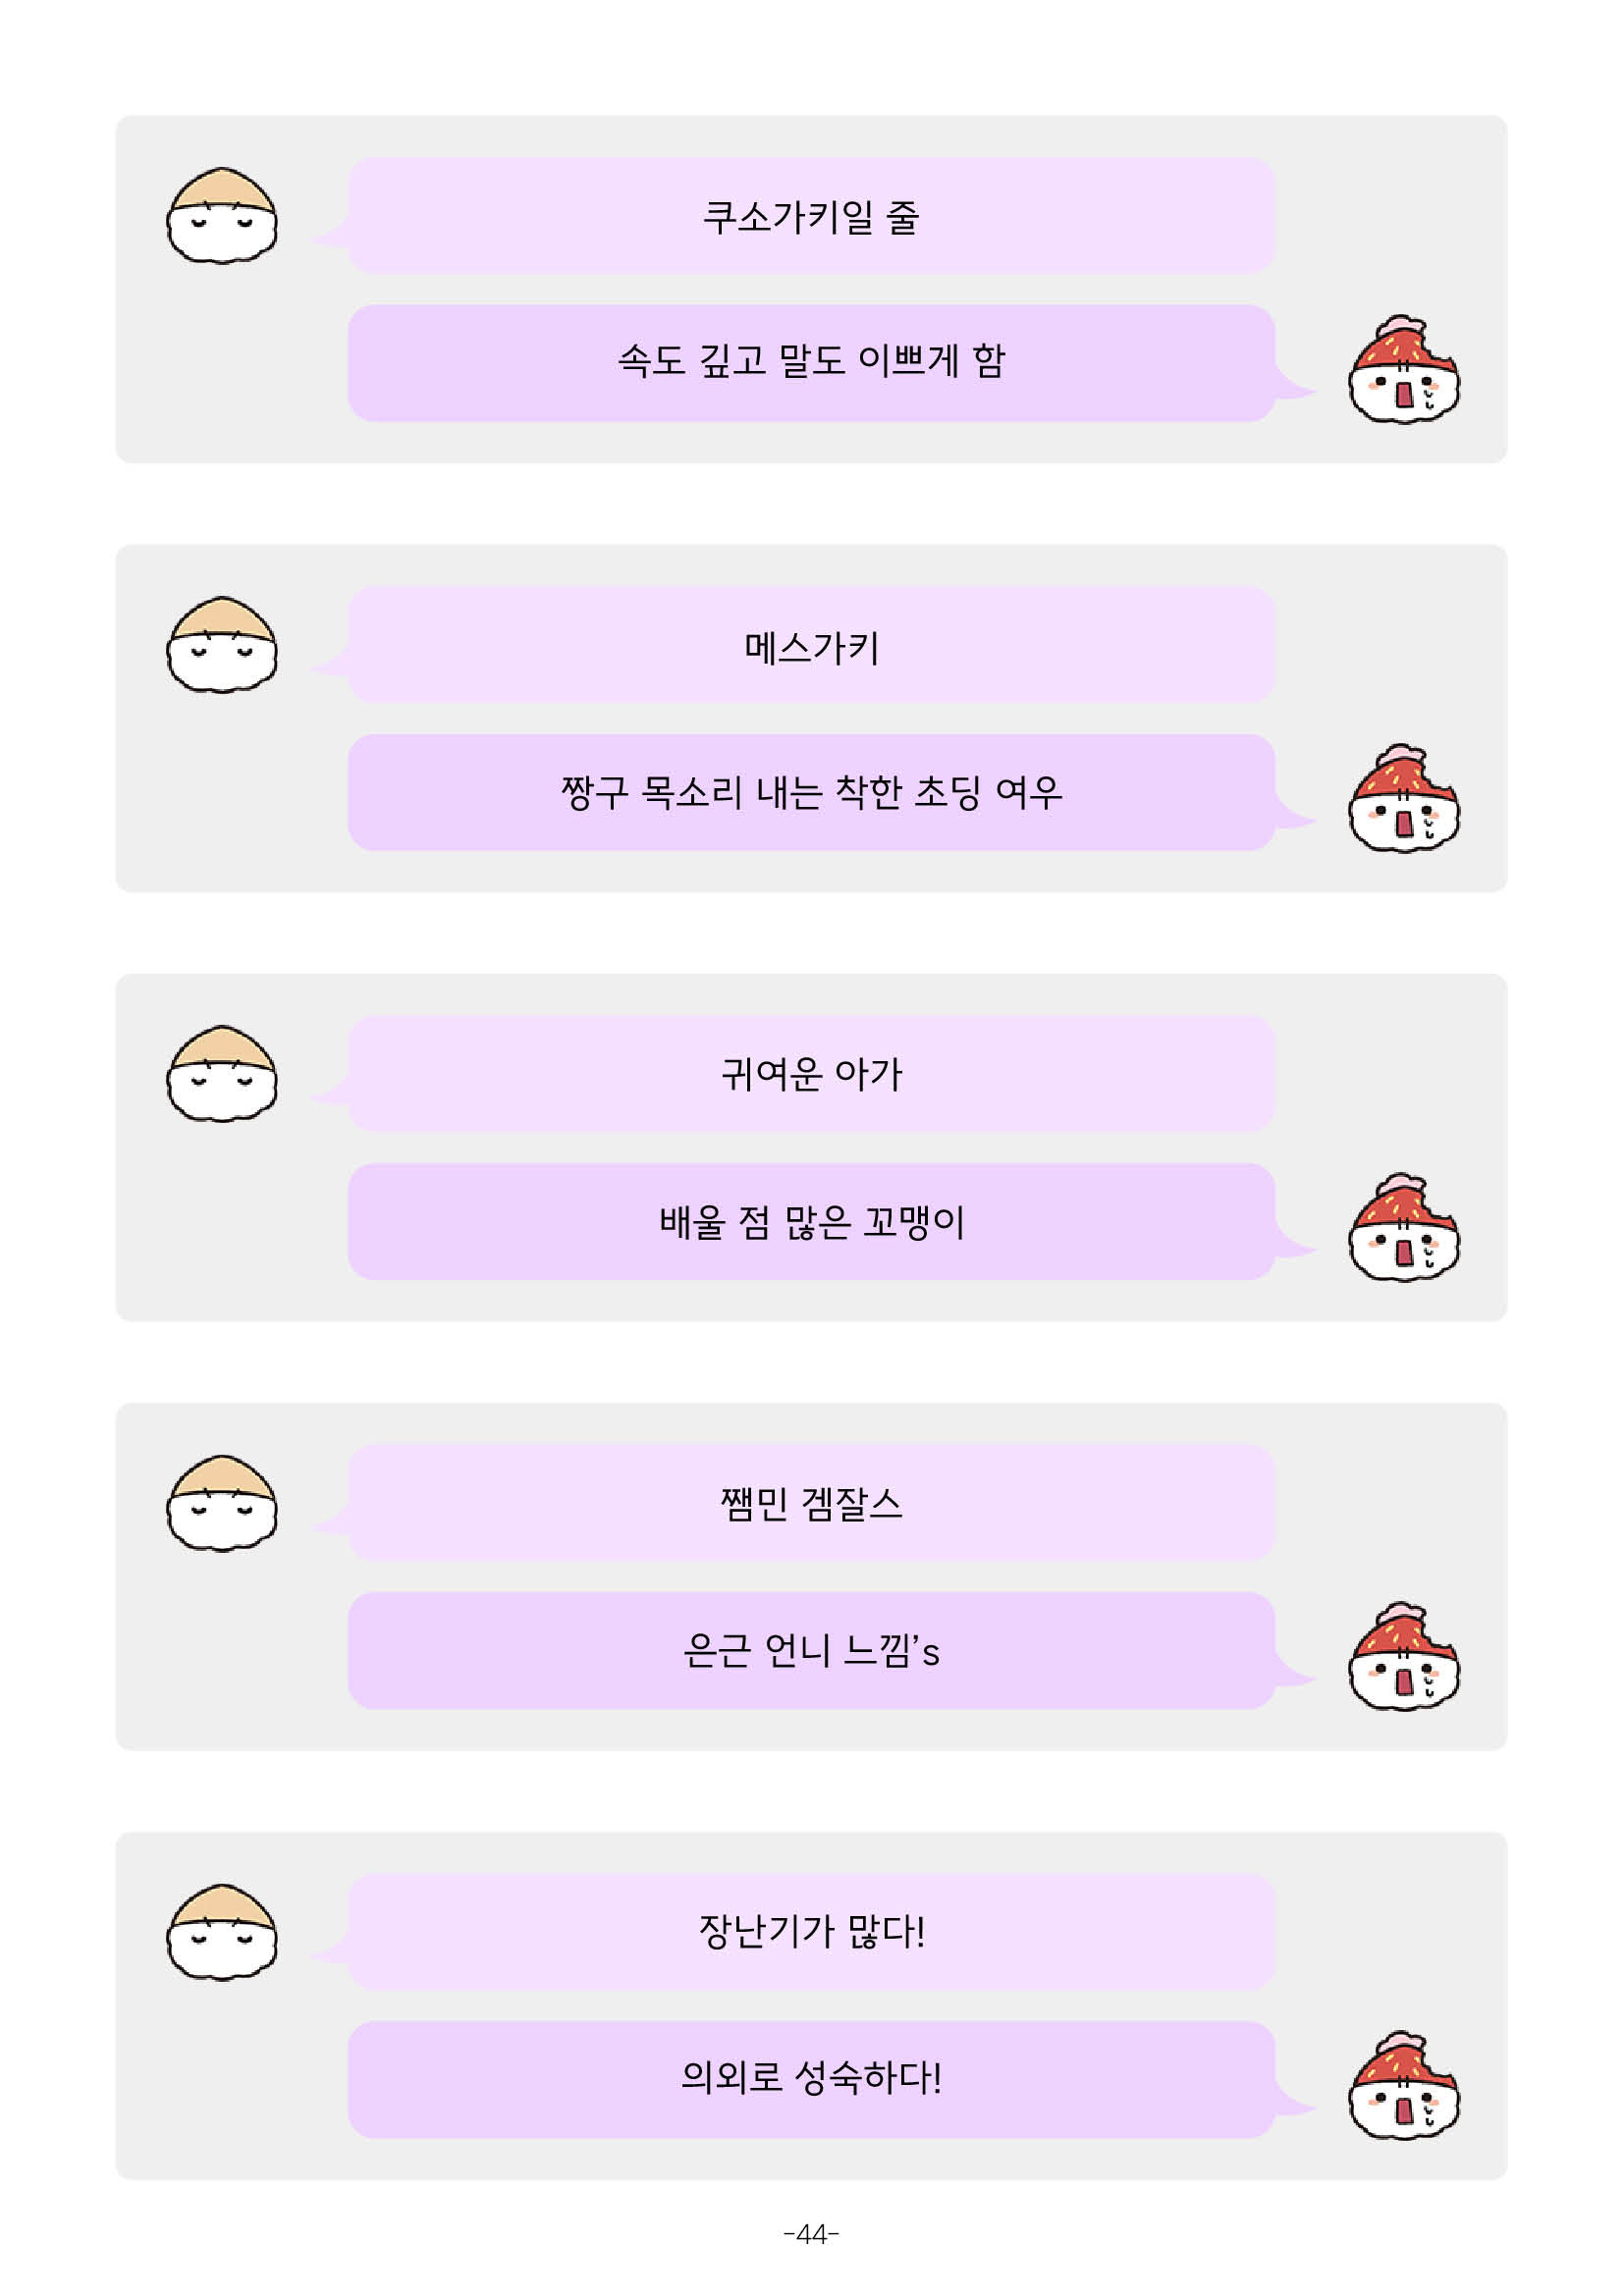 쿠소가키일 줄
속도 깊고 말도 이쁘게 함
메스가키
짱구 목소리 내는 착한 초딩 여우
귀여운 아가
배울 점 많은 꼬맹이
쨈민 겜잘스
은근 언니 느낌’s
장난기가 많다!
의외로 성숙하다!
-44-